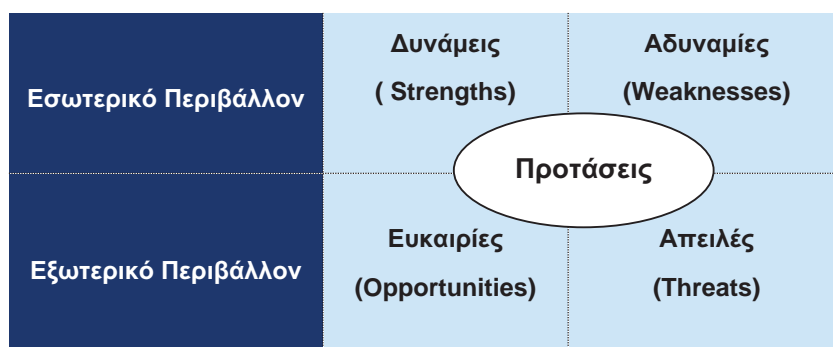 Εσωτερικό Περιβάλλον
Δυνάμεις
( Strengths)
Αδυναμίες
(Weaknesses)
Προτάσεις
Εξωτερικό Περιβάλλον
Ευκαιρίες
(Opportunities)
Απειλές
(Threats)